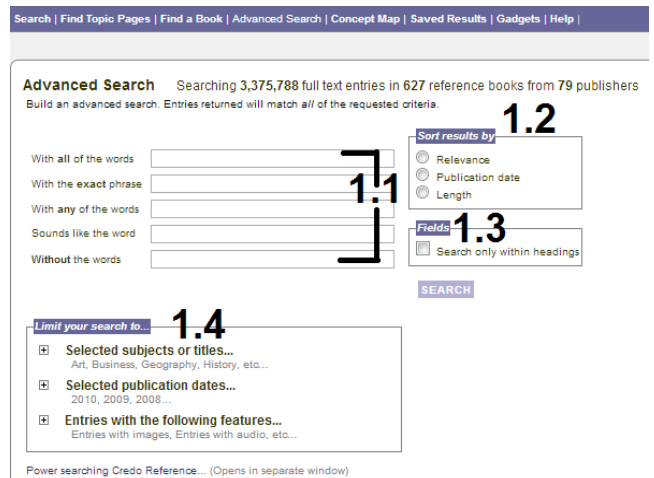 Search | Find Topic Pages | Find a Book | Advanced Search | Concept Map | Saved Results | Gadgets | Help |
Advanced Search Searching 3,375,788 full text entries in 627 reference books from 79 publishers
Build an advanced search. Entries returned will match all of the requested criteria.
1.2
Sort results by
With all of the words
Relevance
With the exact phrase
Publication date
1.1
With any of the words
Length
Sounds like the word
Fields
1.3
Without the words
Search only within headings
SEARCH
Limit your search to...
1.4
Selected subjects or titles...
Art, Business, Geography, History, etc...
Selected publication dates...
2010, 2009, 2008...
Entries with the following features...
Entries with images, Entries with audio, etc...
Power searching Credo Reference... (Opens in separate window)